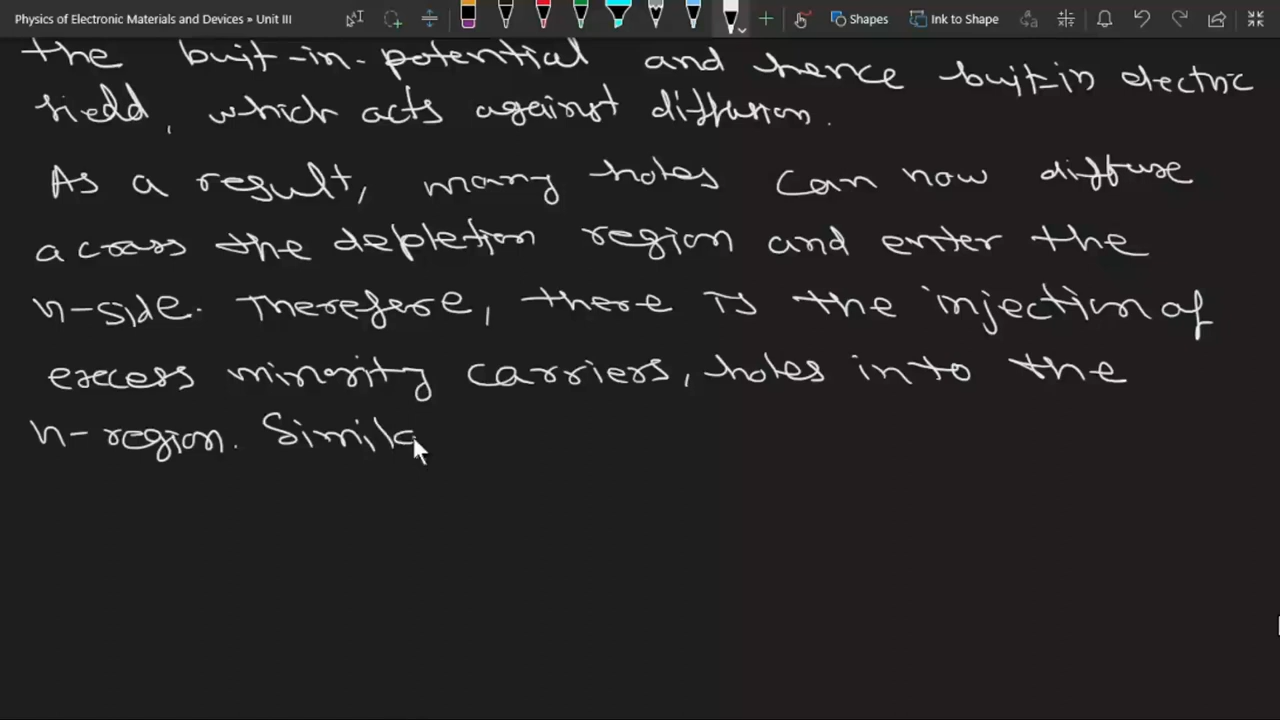 Physics of Electronic Materials and Devices » Unit III
Shapes
Ink to Shape
the buit-in-potential and hence buit-in electric
field, which acts against diffusion.
As a result, many holes can now diffuse
across the depletion region and enter the
n-side. Therefore, there is the injection of
excess minority carriers, holes into the
n-region. Simila